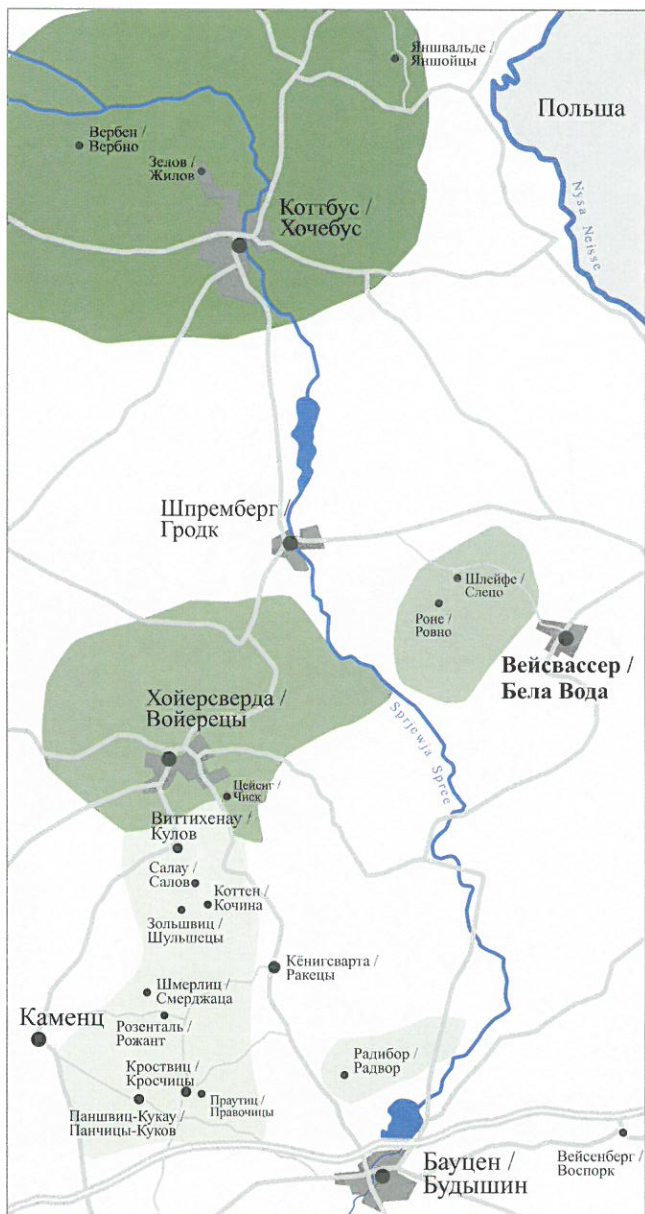 Яншвальде /
Яншойцы
Польша
Вербен /
Вербно
Зелов /
Жилов
Коттбус /
Хочебус
Nysa Neisse
Шпремберг /
Гродк
Шлейфе /
Слепо
Роне /
Ровно
Вейсвассер /
Бела Вода
Хойерсверда /
Войерецы
Sprjewja Spree
Цейсиг /
Чиск
Виттихенау /
Кулов
Салау /
Салов
Коттен /
Кочина
Зольшвиц /
Шульшецы
Кёнигсварта /
Ракецы
Шмерлиц /
Смерджаца
Каменц
Розенталь /
Рожант
Радибор /
Радвор
Кроствиц /
Кросчицы
Праутиц /
Правочицы
Паншвиц-Кукау /
Панчицы-Куков
Вейсенберг /
Воспорк
Бауцен /
Будышин